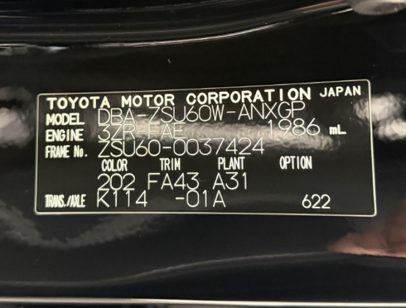 TOYOTA MOTOR CORPORATION JAPAN
MODEL DBA-ZSU60W-ANXGP
ENGINE 3ZR-FAE 1986 mL
FRAME No. ZSU60-0037424
COLOR TRIM PLANT OPTION
202 FA43 A31
TRANS./AXLE K114 -01A 622